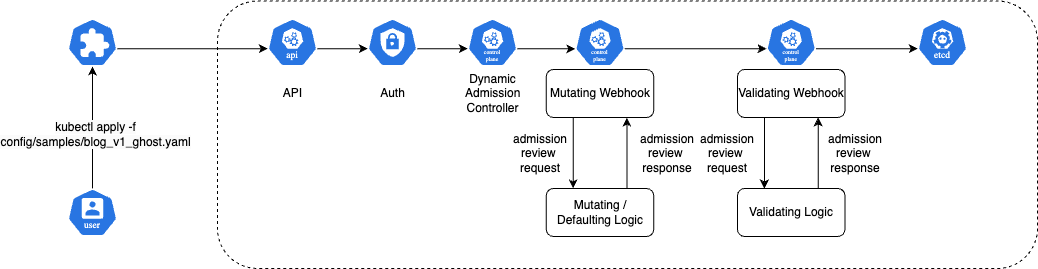 api
control
plane
control
plane
control
plane
etcd
API
Auth
Dynamic
Admission
Controller
Mutating Webhook
Validating Webhook
kubectl apply -f
config/samples/blog_v1_ghost.yaml
admission
review
request
admission
review
response
admission
review
request
admission
review
response
user
Mutating /
Defaulting Logic
Validating Logic